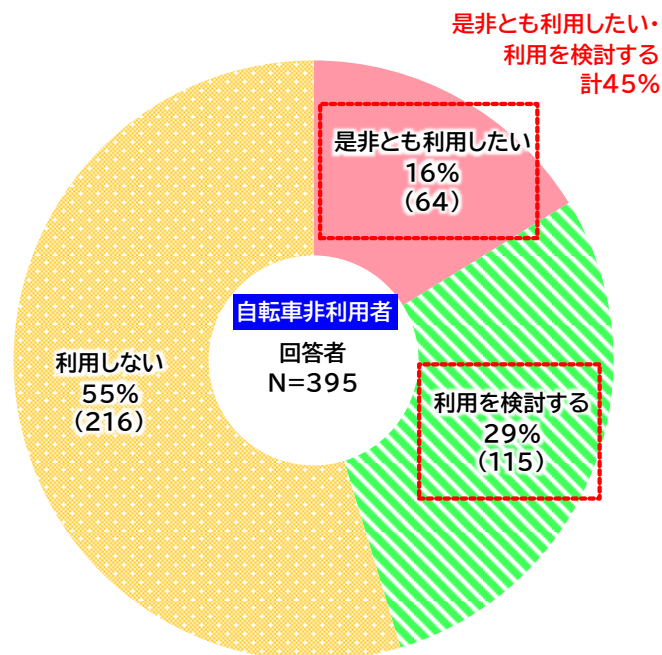 是非とも利用したい・
利用を検討する
計45%
是非とも利用したい
16%
(64)
自転車非利用者
回答者
N=395
利用しない
55%
(216)
利用を検討する
29%
(115)